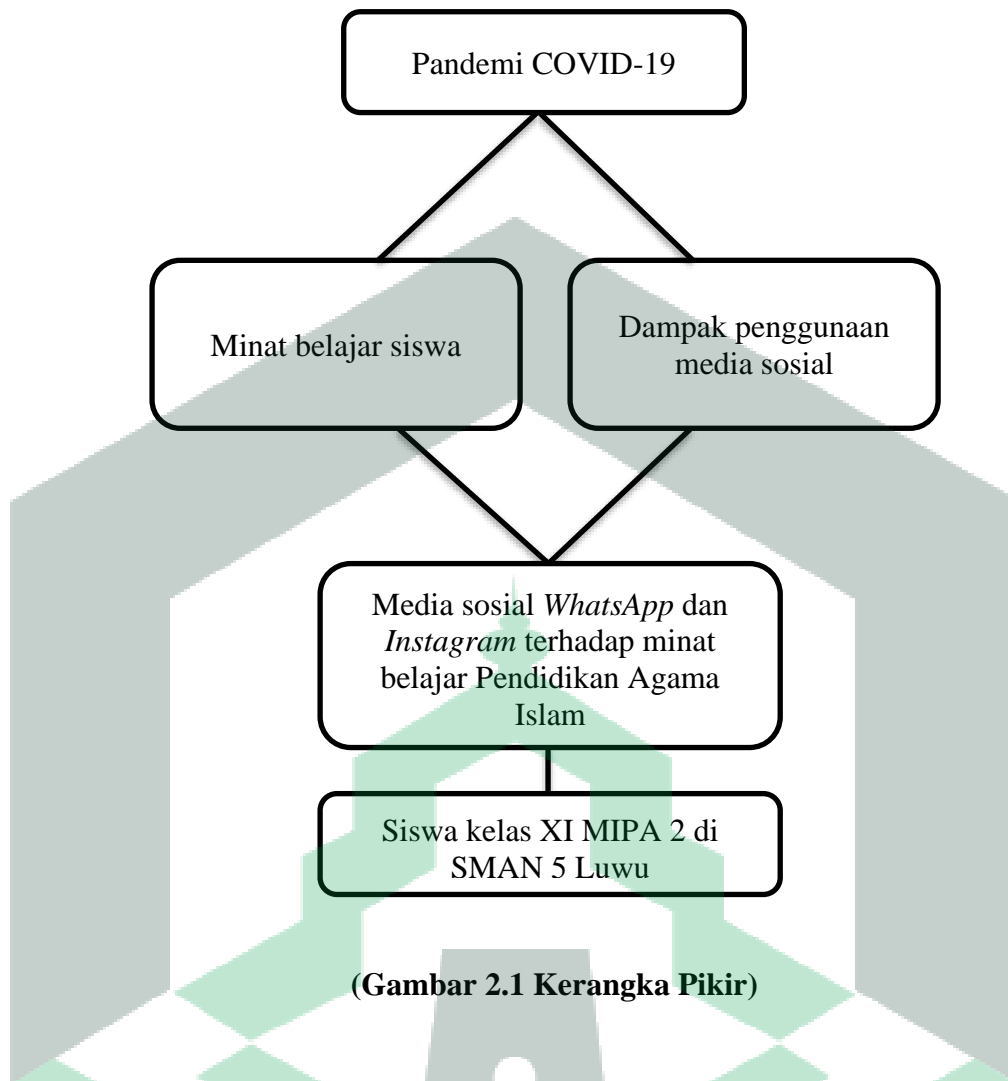 Pandemi COVID-19
Minat belajar siswa
Dampak penggunaan
media sosial
Media sosial WhatsApp dan
Instagram terhadap minat
belajar Pendidikan Agama
Islam
Siswa kelas XI MIPA 2 di
SMAN 5 Luwu
(Gambar 2.1 Kerangka Pikir)